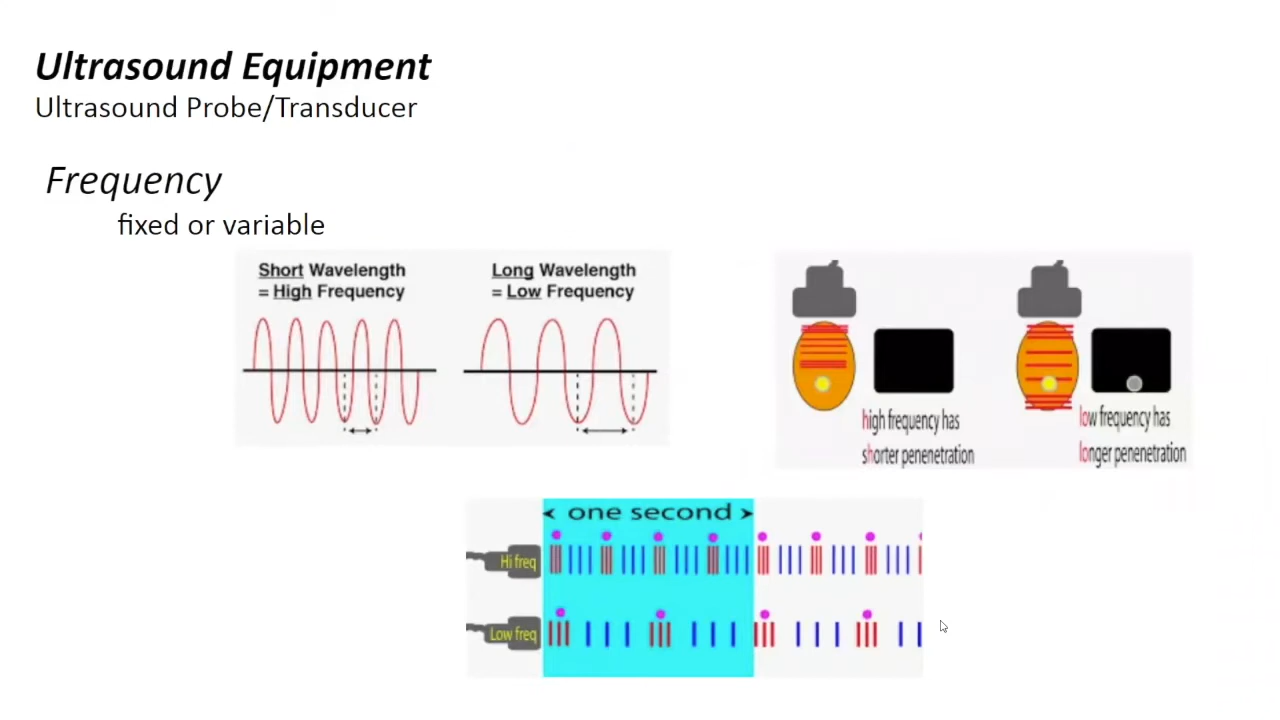 Ultrasound Equipment
Ultrasound Probe/Transducer
Frequency
fixed or variable
Short Wavelength
= High Frequency
Long Wavelength
= Low Frequency
high frequency has
shorter penenetration
low frequency has
longer penenetration
one second
Hi freq
Low freq